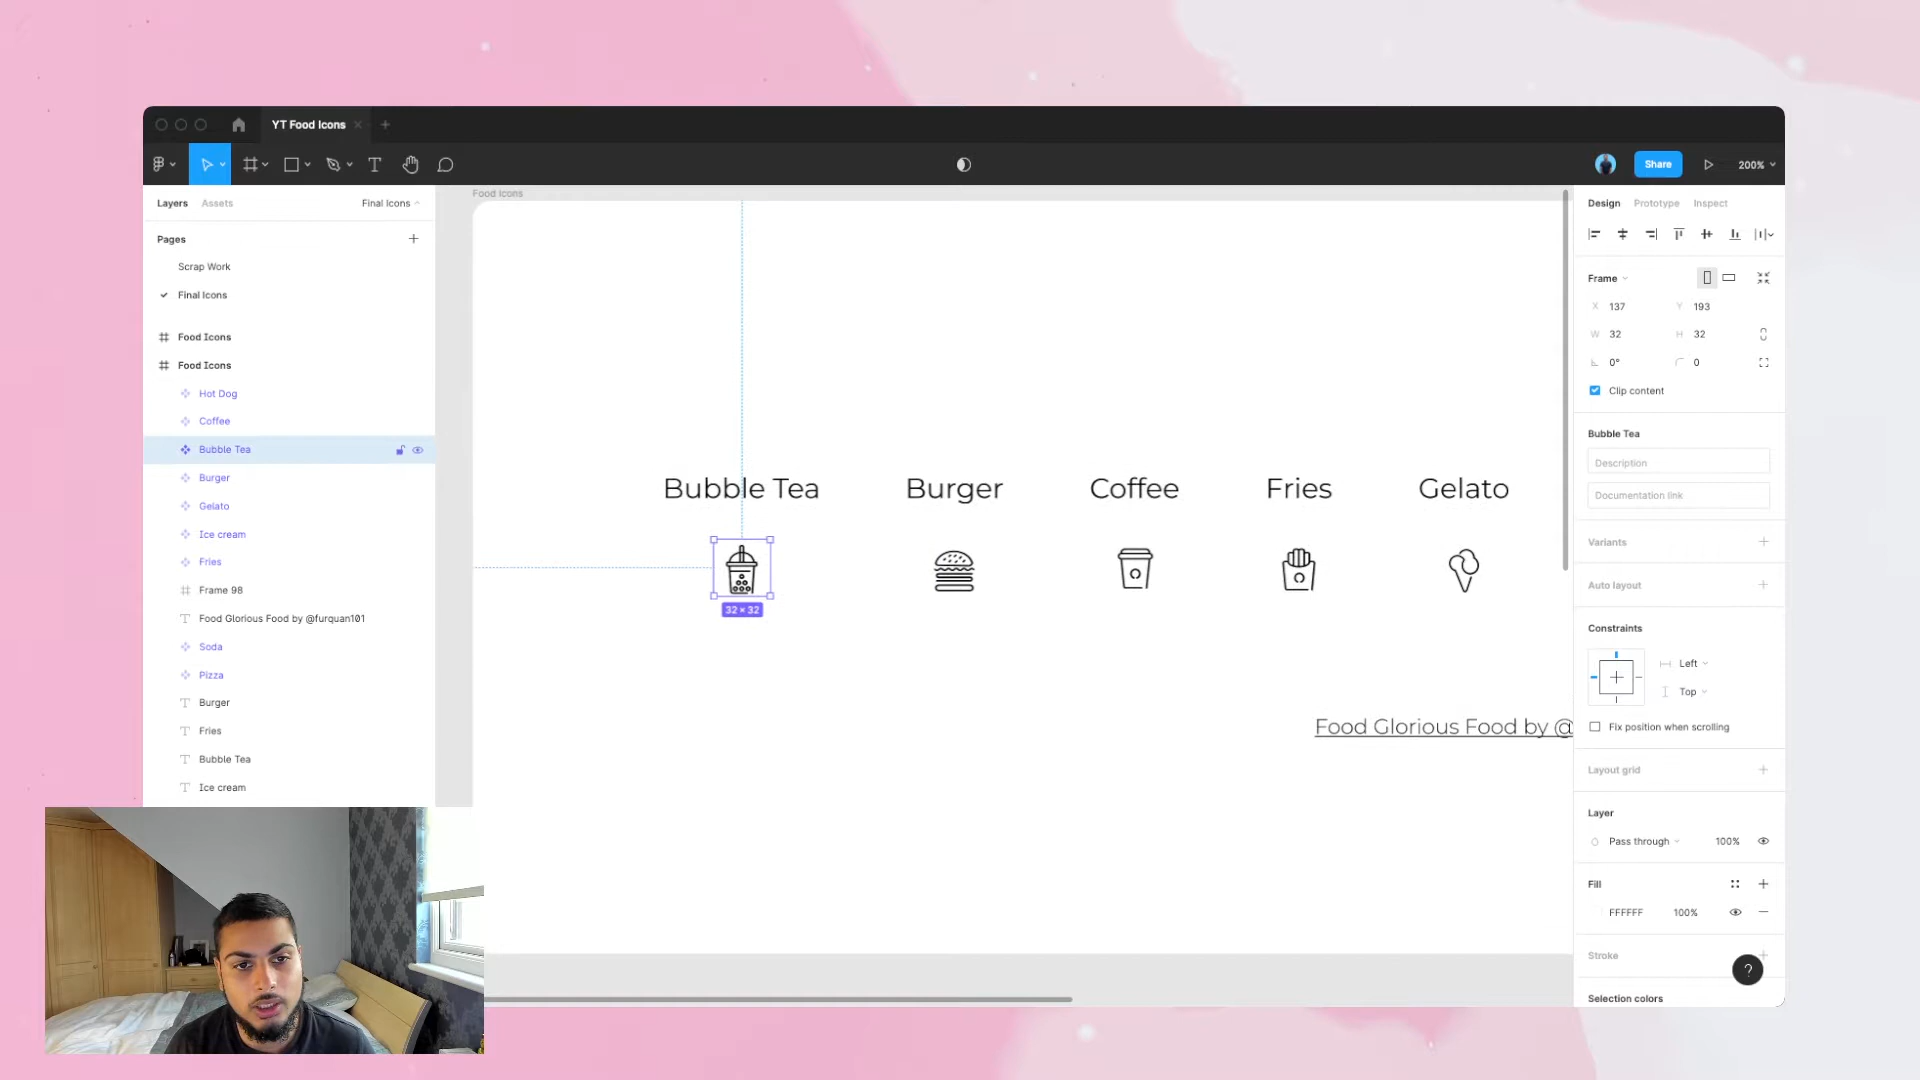 YT Food Icons
Share
200%
Layers
Assets
Final Icons
Pages
Scrap Work
Final Icons
Food Icons
Food Icons
Hot Dog
Coffee
Bubble Tea
Burger
Gelato
Ice cream
Fries
Frame 98
Food Glorious Food by @furquan101
Soda
Pizza
Burger
Fries
Bubble Tea
Ice cream
Food Icons
Bubble Tea
Burger
Coffee
Fries
Gelato
32 × 32
Food Glorious Food by @
Design
Prototype
Inspect
Frame
X 137
Y 193
W 32
H 32
0°
0
Clip content
Bubble Tea
Description
Documentation link
Variants
Auto layout
Constraints
Left
Top
Fix position when scrolling
Layout grid
Layer
Pass through
100%
Fill
FFFFFF
100%
Stroke
?
Selection colors